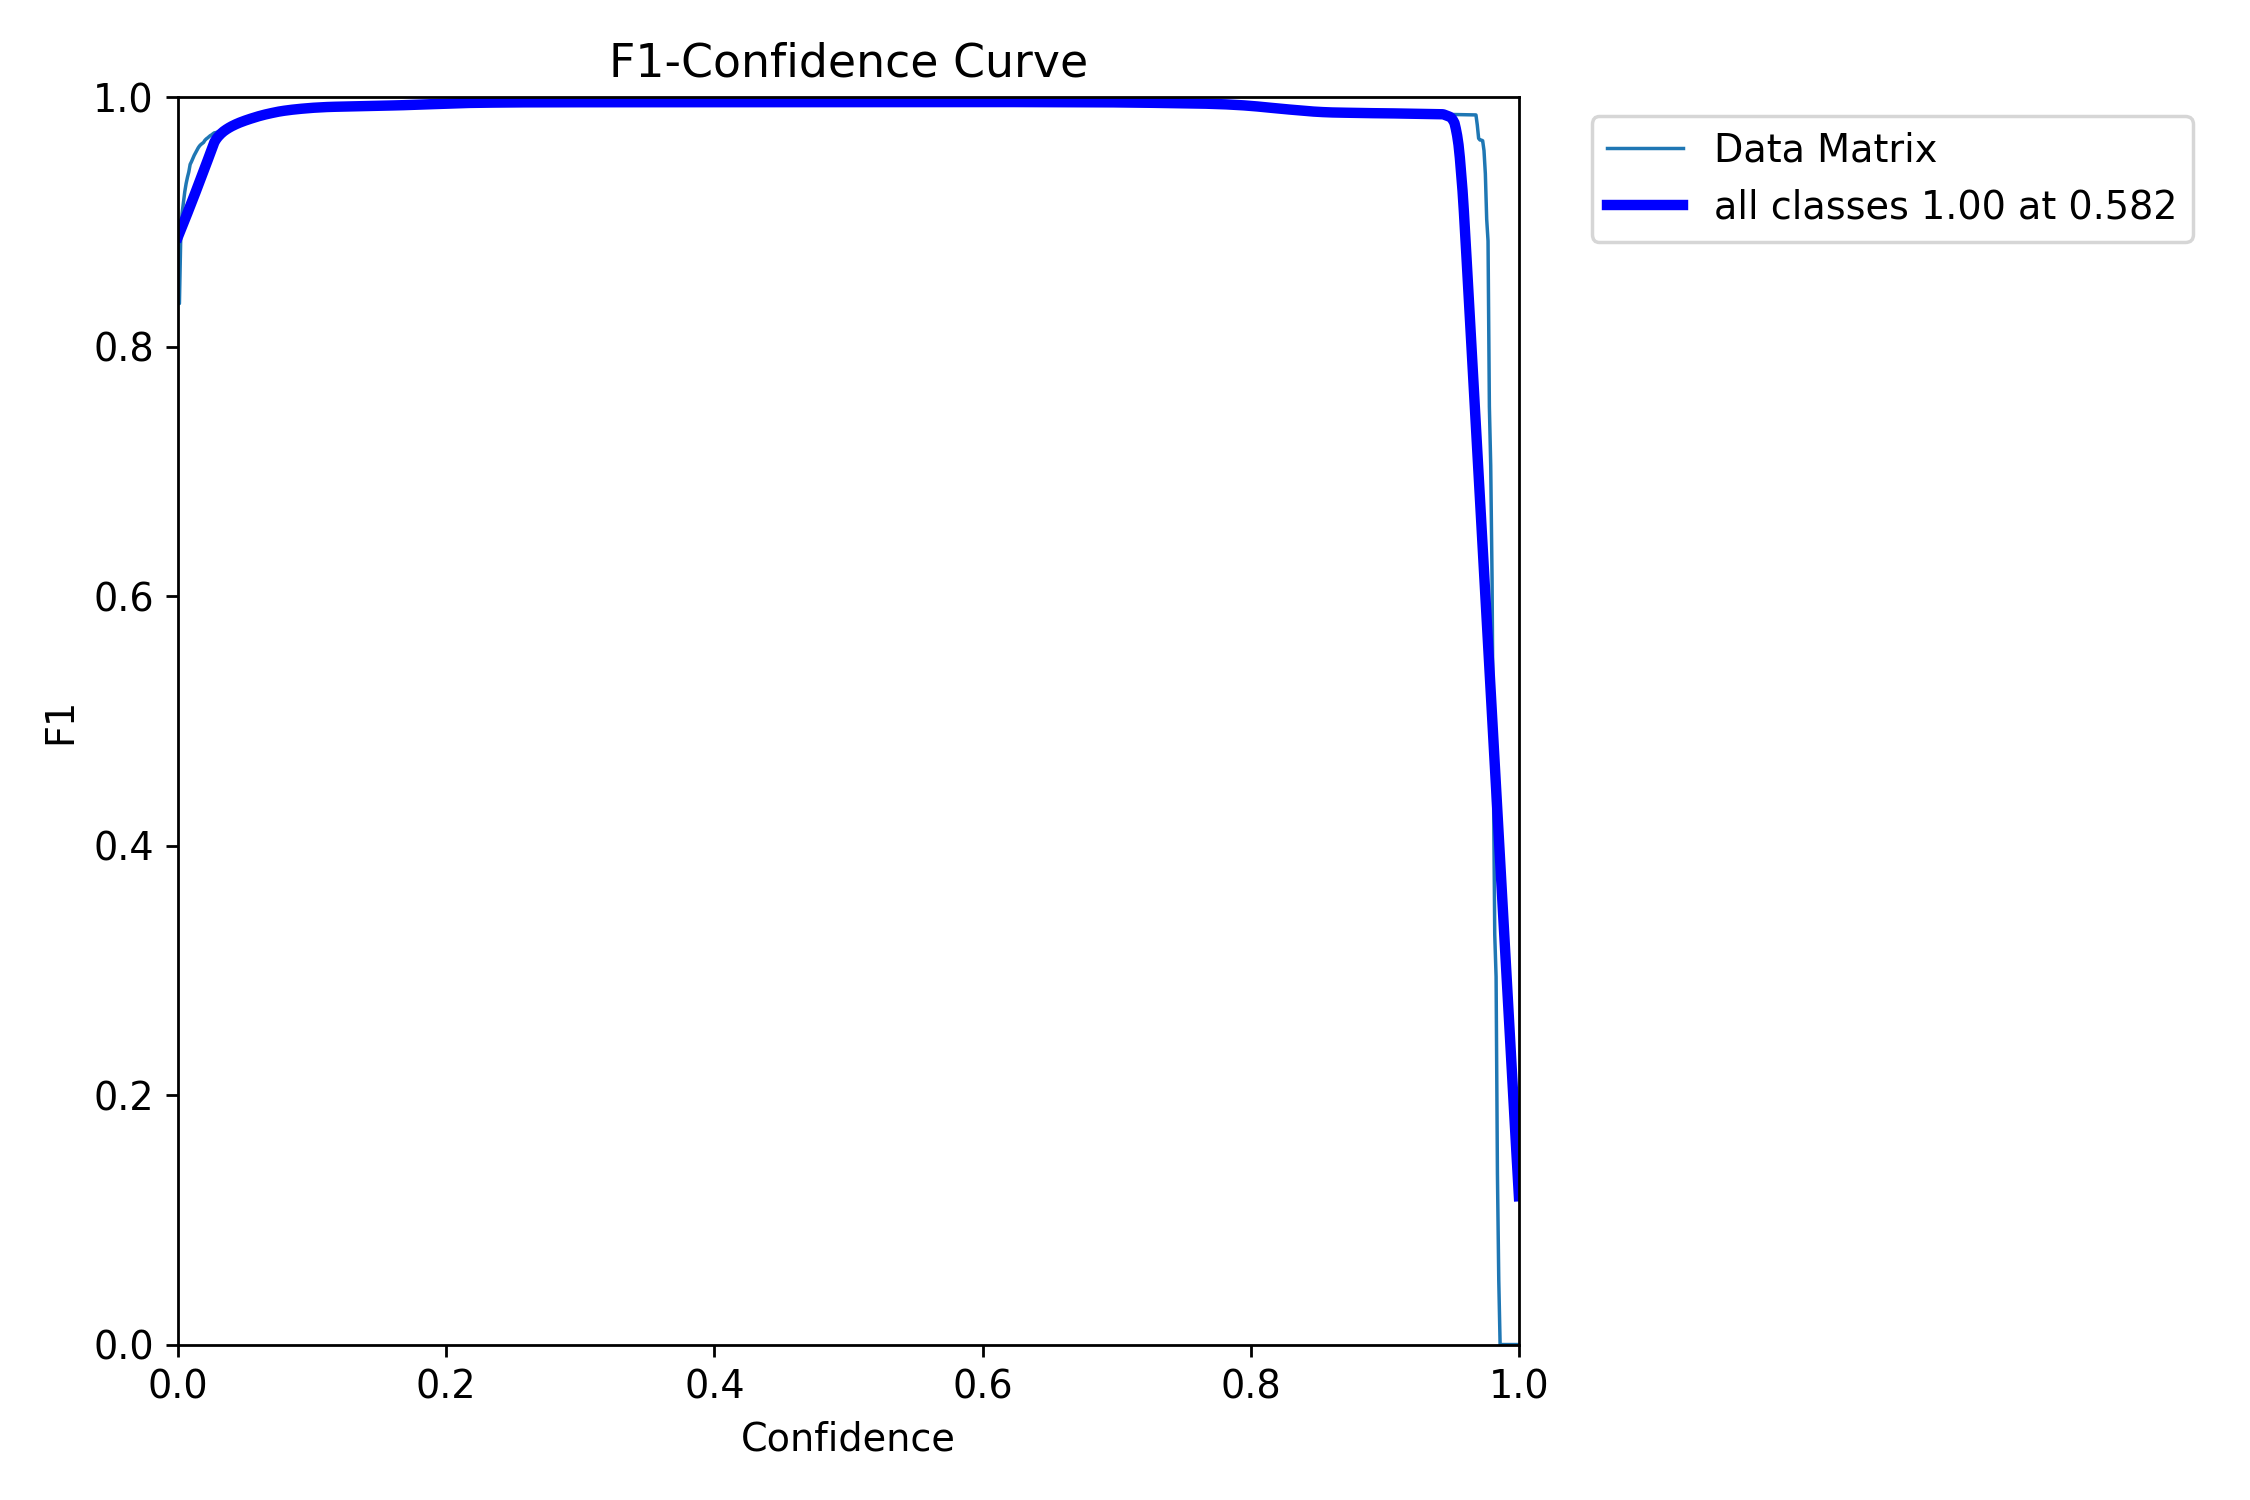 F1-Confidence Curve
1.0
0.8
0.6
0.4
0.2
0.0
F1
0.0 0.2 0.4 0.6 0.8 1.0
Confidence
Data Matrix
all classes 1.00 at 0.582